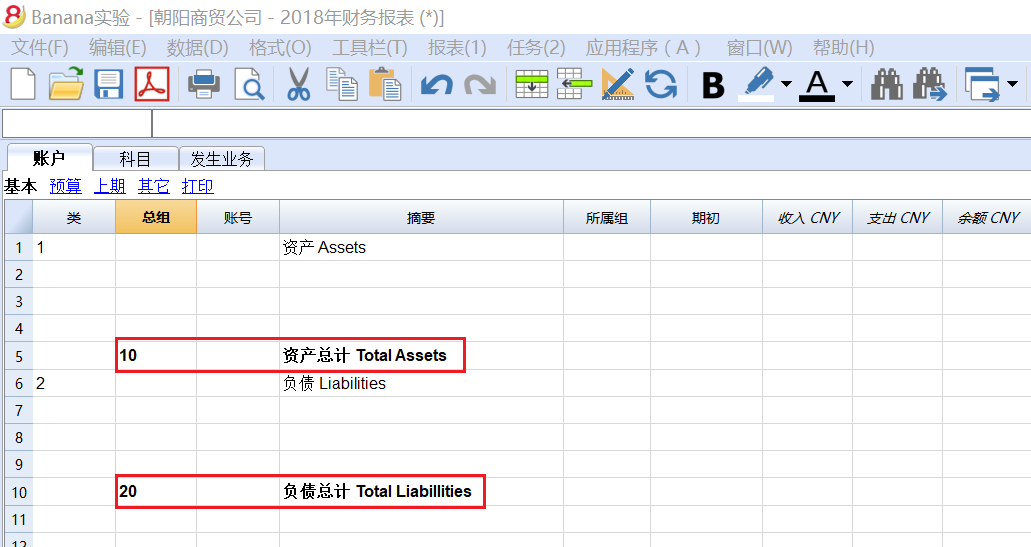 Banana实验 - [朝阳商贸公司 - 2018年财务报表 (*)]
文件(F) 编辑(E) 数据(D) 格式(O) 工具栏(T) 报表(1) 任务(2) 应用程序（A） 窗口(W) 帮助(H)
B A
账户 科目 发生业务
基本 预算 上期 其它 打印
类 总组 账号 摘要 所属组 期初 收入 CNY 支出 CNY 余额 CNY
1 1 资产 Assets
2
3
4
5 10 资产总计 Total Assets
6 2 负债 Liabilities
7
8
9
10 20 负债总计 Total Liabillities
11
12